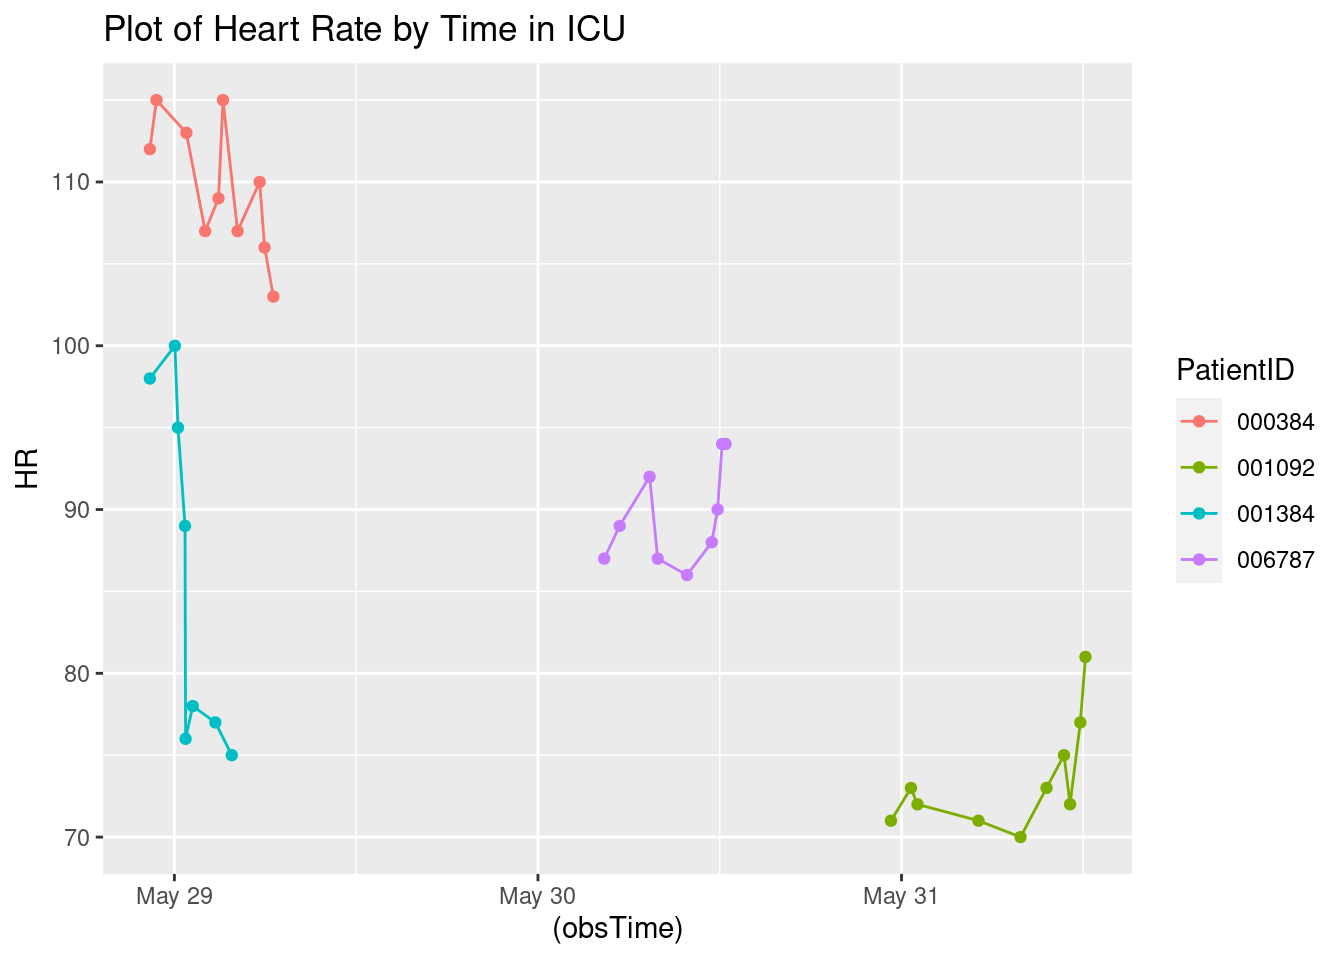 Plot of Heart Rate by Time in ICU
HR
110
100
90
80
70
May 29
May 30
May 31
(obsTime)
PatientID
000384
001092
001384
006787